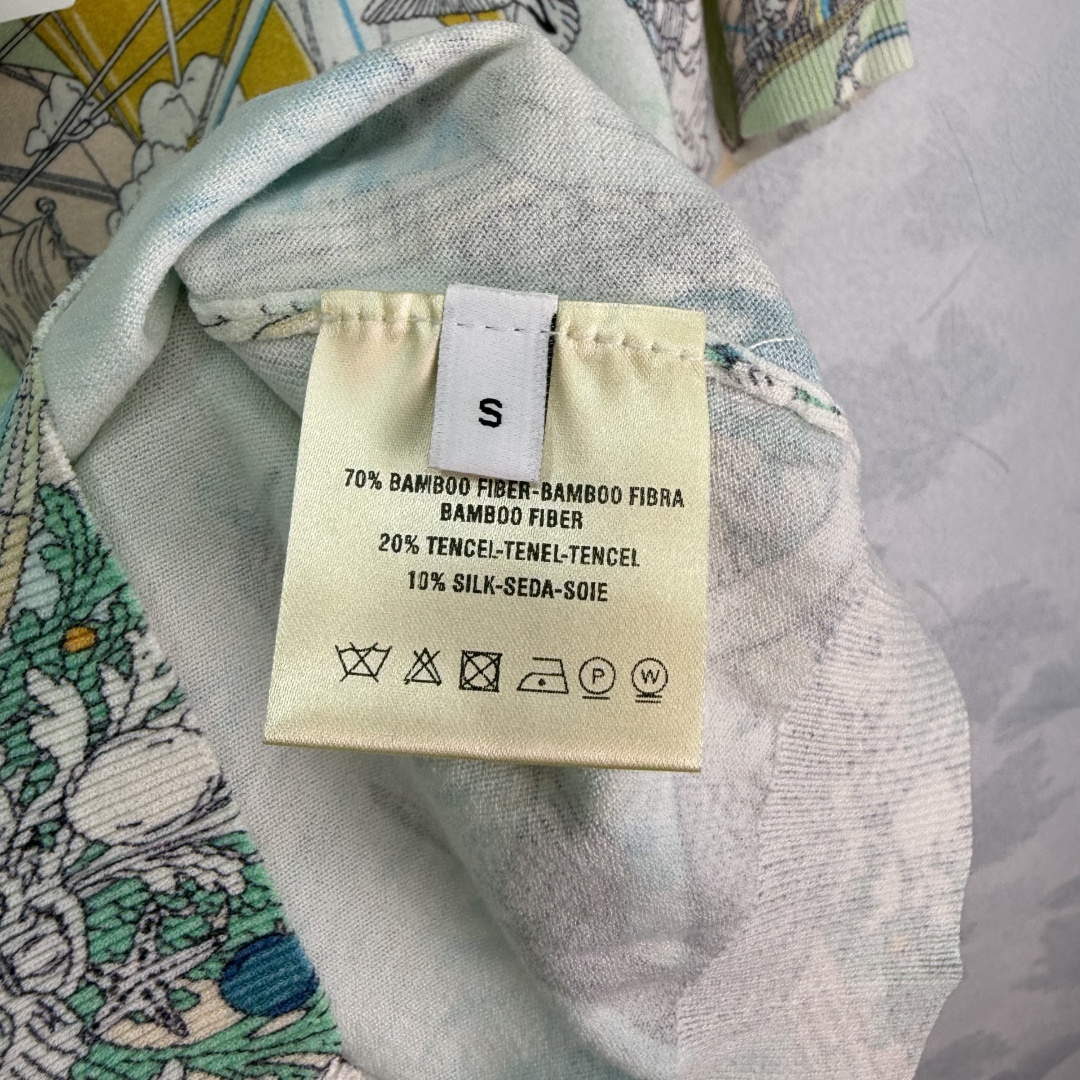 S
70% BAMBOO FIBER-BAMBOO FIBRA
BAMBOO FIBER
20% TENCEL-TENEL-TENCEL
10% SILK-SEDA-SOIE
P W